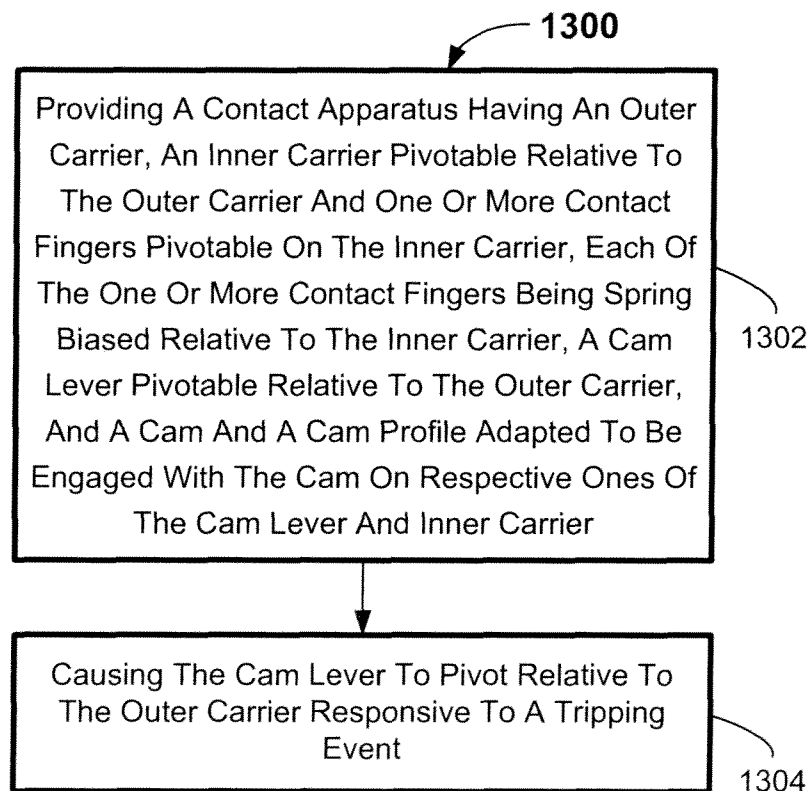 1300
Providing A Contact Apparatus Having An Outer
Carrier, An Inner Carrier Pivotable Relative To
The Outer Carrier And One Or More Contact
Fingers Pivotable On The Inner Carrier, Each Of
The One Or More Contact Fingers Being Spring
Biased Relative To The Inner Carrier, A Cam
Lever Pivotable Relative To The Outer Carrier,
And A Cam And A Cam Profile Adapted To Be
Engaged With The Cam On Respective Ones Of
The Cam Lever And Inner Carrier
1302
Causing The Cam Lever To Pivot Relative To
The Outer Carrier Responsive To A Tripping
Event
1304